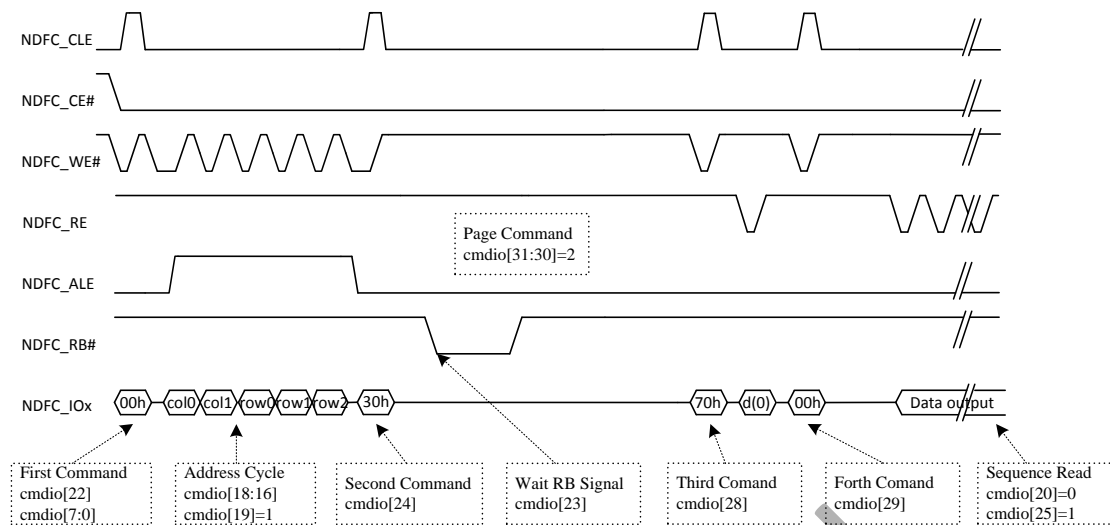 NDFC_CLE
NDFC_CE#
NDFC_WE#
NDFC_RE
Page Command
cmdio[31:30]=2
NDFC_ALE
NDFC_RB#
NDFC_IOx 00h col0 col1 row0 row1 row2 30h 70h d(0) 00h Data output
First Command
cmdio[22]
cmdio[7:0]
Address Cycle
cmdio[18:16]
cmdio[19]=1
Second Command
cmdio[24]
Wait RB Signal
cmdio[23]
Third Comand
cmdio[28]
Forth Comand
cmdio[29]
Sequence Read
cmdio[20]=0
cmdio[25]=1